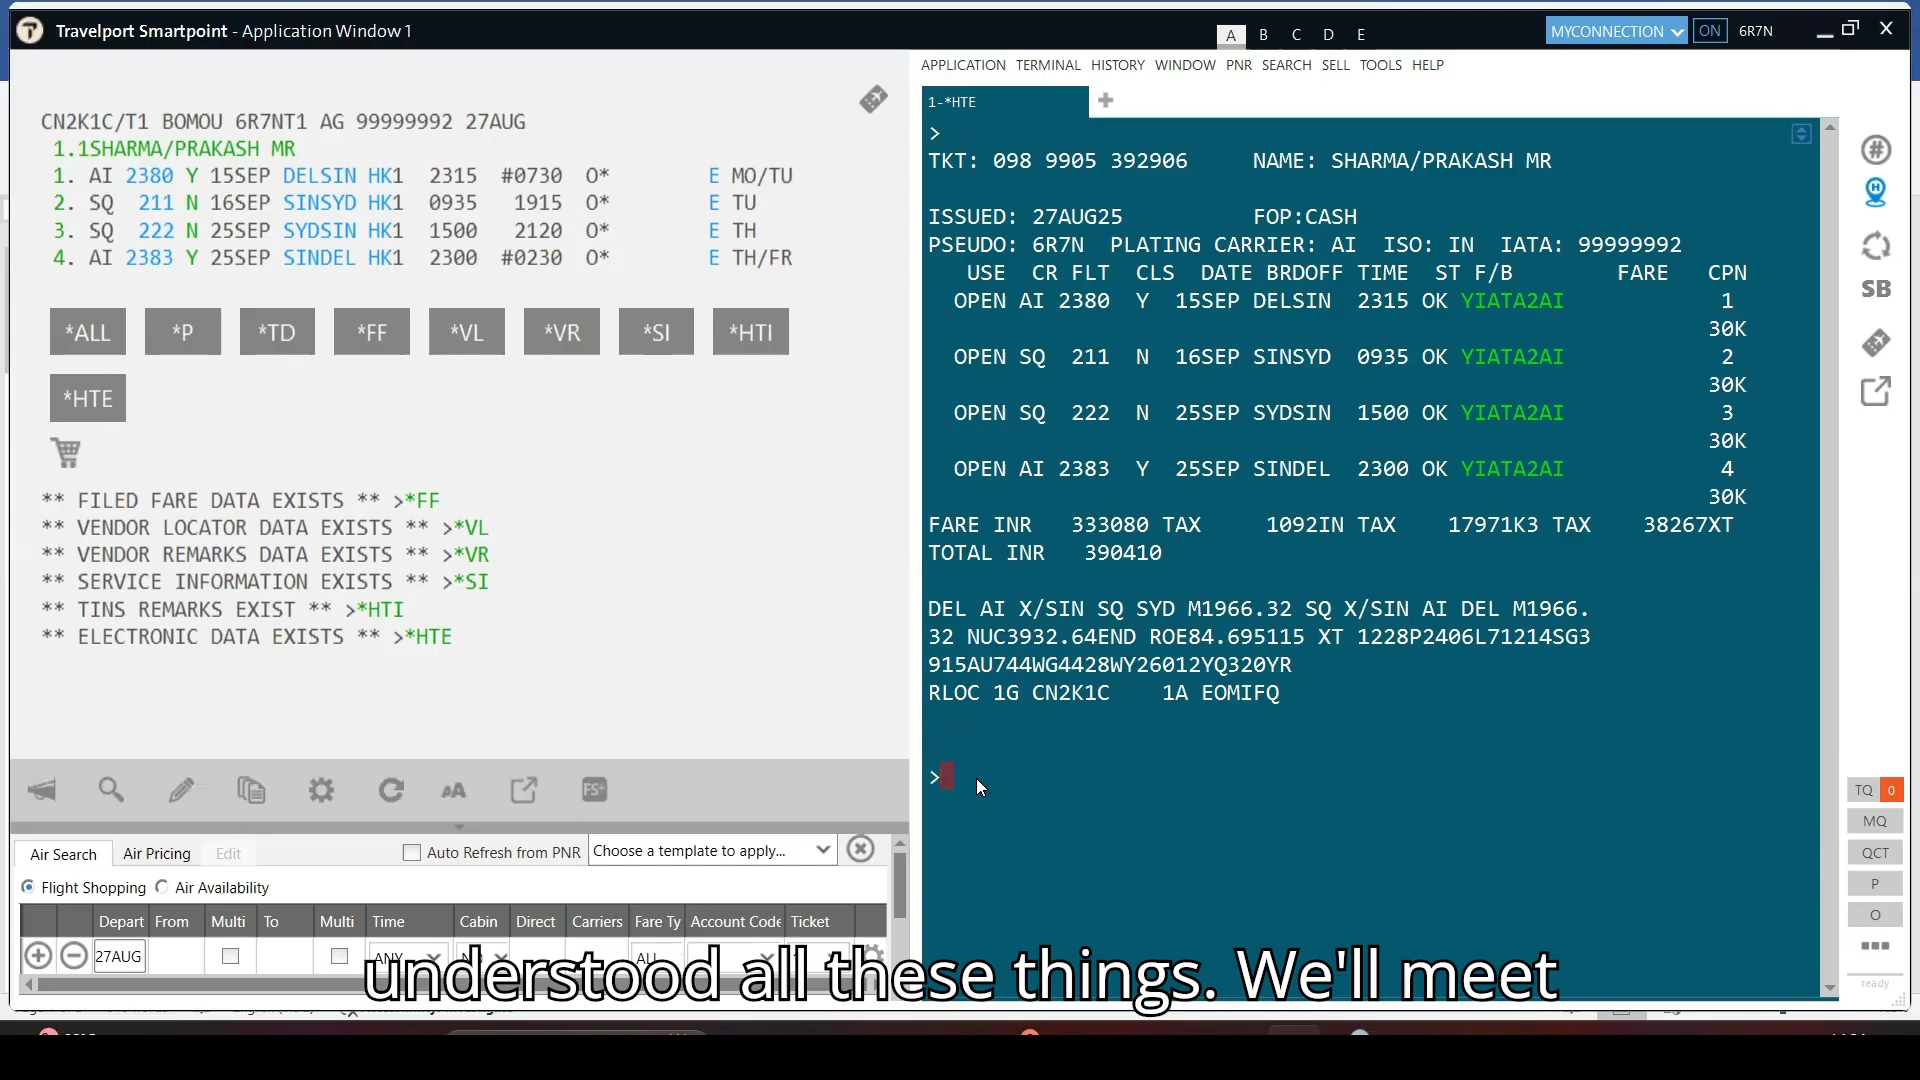 Travelport Smartpoint - Application Window 1
A B C D E
MYCONNECTION ON 6R7N
APPLICATION TERMINAL HISTORY WINDOW PNR SEARCH SELL TOOLS HELP
CN2K1C/T1 BOMOU 6R7NT1 AG 99999992 27AUG
1.1SHARMA/PRAKASH MR
1. AI 2380 Y 15SEP DELSIN HK1 2315 #0730 O* E MO/TU
2. SQ 211 N 16SEP SINSYD HK1 0935 1915 O* E TU
3. SQ 222 N 25SEP SYDSIN HK1 1500 2120 O* E TH
4. AI 2383 Y 25SEP SINDEL HK1 2300 #0230 O* E TH/FR
*ALL *P *TD *FF *VL *VR *SI *HTI
*HTE
** FILED FARE DATA EXISTS ** >*FF
** VENDOR LOCATOR DATA EXISTS ** >*VL
** VENDOR REMARKS DATA EXISTS ** >*VR
** SERVICE INFORMATION EXISTS ** >*SI
** TINS REMARKS EXIST ** >*HTI
** ELECTRONIC DATA EXISTS ** >*HTE
FS+
Air Search Air Pricing Edit Auto Refresh from PNR Choose a template to apply...
Flight Shopping Air Availability
Depart From Multi To Multi Time Cabin Direct Carriers Fare Ty Account Code Ticket
27AUG ANY ALL
1-*HTE
>
TKT: 098 9905 392906 NAME: SHARMA/PRAKASH MR
ISSUED: 27AUG25 FOP:CASH
PSEUDO: 6R7N PLATING CARRIER: AI ISO: IN IATA: 99999992
USE CR FLT CLS DATE BRDOFF TIME ST F/B FARE CPN
OPEN AI 2380 Y 15SEP DELSIN 2315 OK YIATA2AI 1
30K
OPEN SQ 211 N 16SEP SINSYD 0935 OK YIATA2AI 2
30K
OPEN SQ 222 N 25SEP SYDSIN 1500 OK YIATA2AI 3
30K
OPEN AI 2383 Y 25SEP SINDEL 2300 OK YIATA2AI 4
30K
FARE INR 333080 TAX 1092IN TAX 17971K3 TAX 38267XT
TOTAL INR 390410
DEL AI X/SIN SQ SYD M1966.32 SQ X/SIN AI DEL M1966.
32 NUC3932.64END ROE84.695115 XT 1228P2406L71214SG3
915AU744WG4428WY26012YQ320YR
RLOC 1G CN2K1C 1A EOMIFQ
>
SB
TQ 0
MQ
QCT
P
O
ready
understood all these things. We'll meet